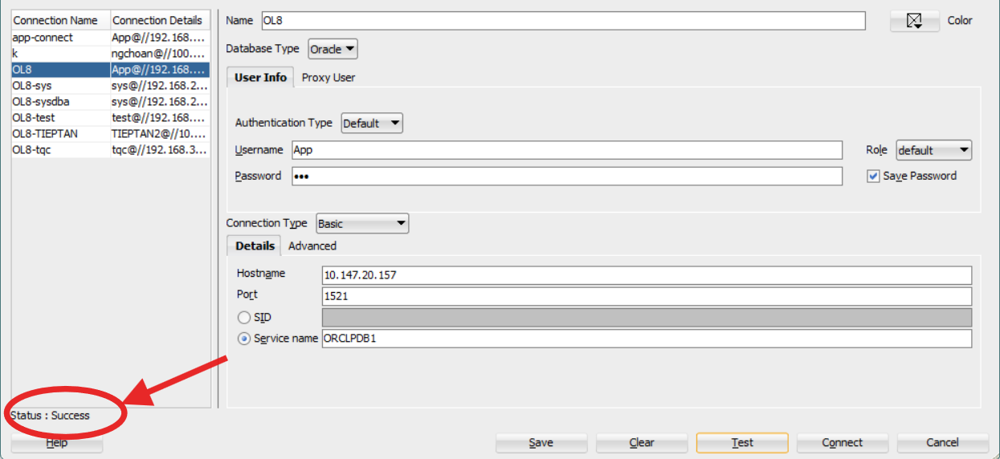 Connection Name Connection Details
app-connect App@//192.168....
k ngchoan@//100....
OL8 App@//192.168....
OL8-sys sys@//192.168.2...
OL8-sysdba sys@//192.168.2...
OL8-test test@//192.168....
OL8-TIEPTAN TIEPTAN2@//10....
OL8-tqc tqc@//192.168.3...
Name OL8 Color
Database Type Oracle
User Info Proxy User
Authentication Type Default
Username App Role default
Password ••• Save Password
Connection Type Basic
Details Advanced
Hostname 10.147.20.157
Port 1521
SID
Service name ORCLPDB1
Status : Success
Help Save Clear Test Connect Cancel